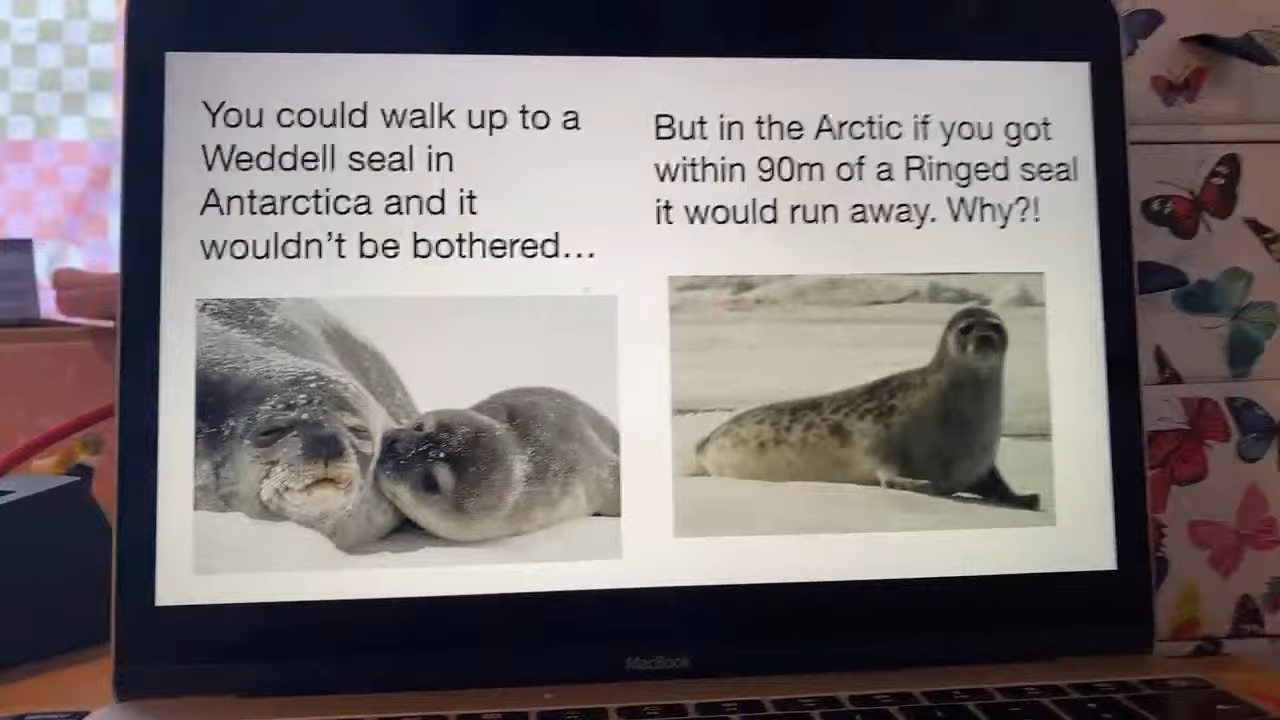 You could walk up to a
Weddell seal in
Antarctica and it
wouldn't be bothered...
But in the Arctic if you got
within 90m of a Ringed seal
it would run away. Why?!
MacBook